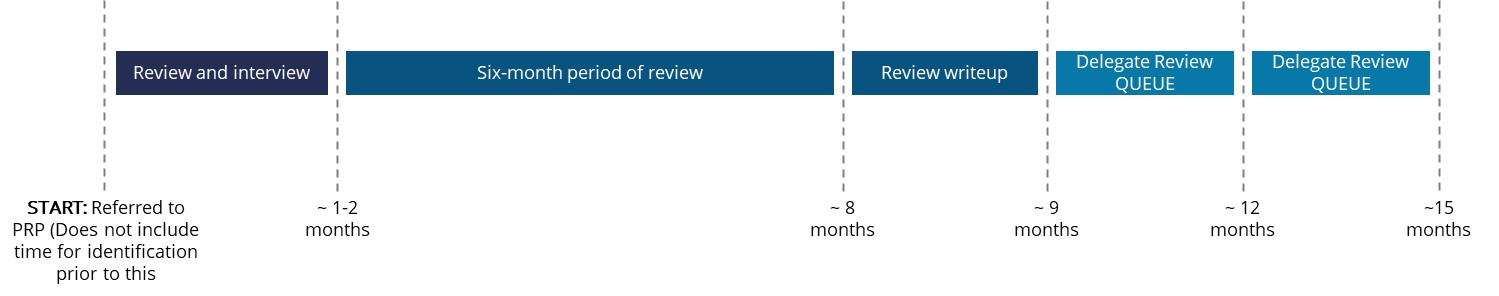 Review and interview
Six-month period of review
Review writeup
Delegate Review
QUEUE
Delegate Review
QUEUE
START: Referred to
PRP (Does not include
time for identification
prior to this
~ 1-2
months
~ 8
months
~ 9
months
~ 12
months
~15
months